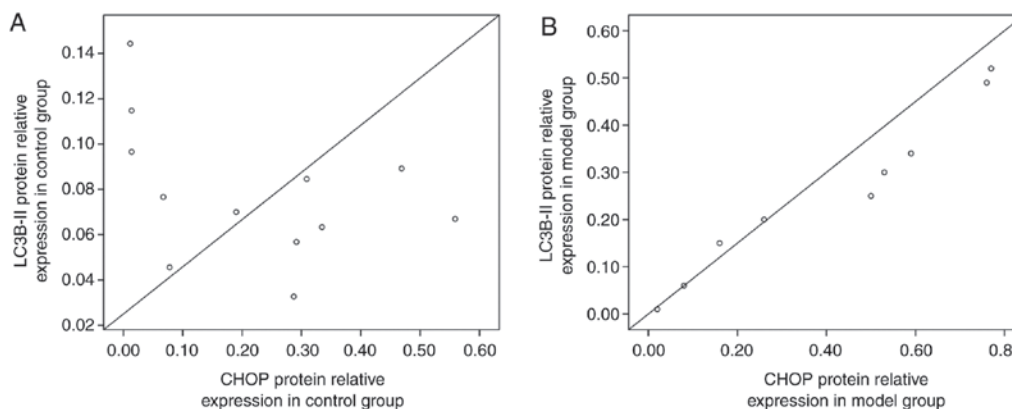 A
LC3B-II protein relative
expression in control group
0.14
0.12
0.10
0.08
0.06
0.04
0.02
0.00 0.10 0.20 0.30 0.40 0.50 0.60
CHOP protein relative
expression in control group
B
LC3B-II protein relative
expression in model group
0.60
0.50
0.40
0.30
0.20
0.10
0.00
0.00 0.20 0.40 0.60 0.8
CHOP protein relative
expression in model group